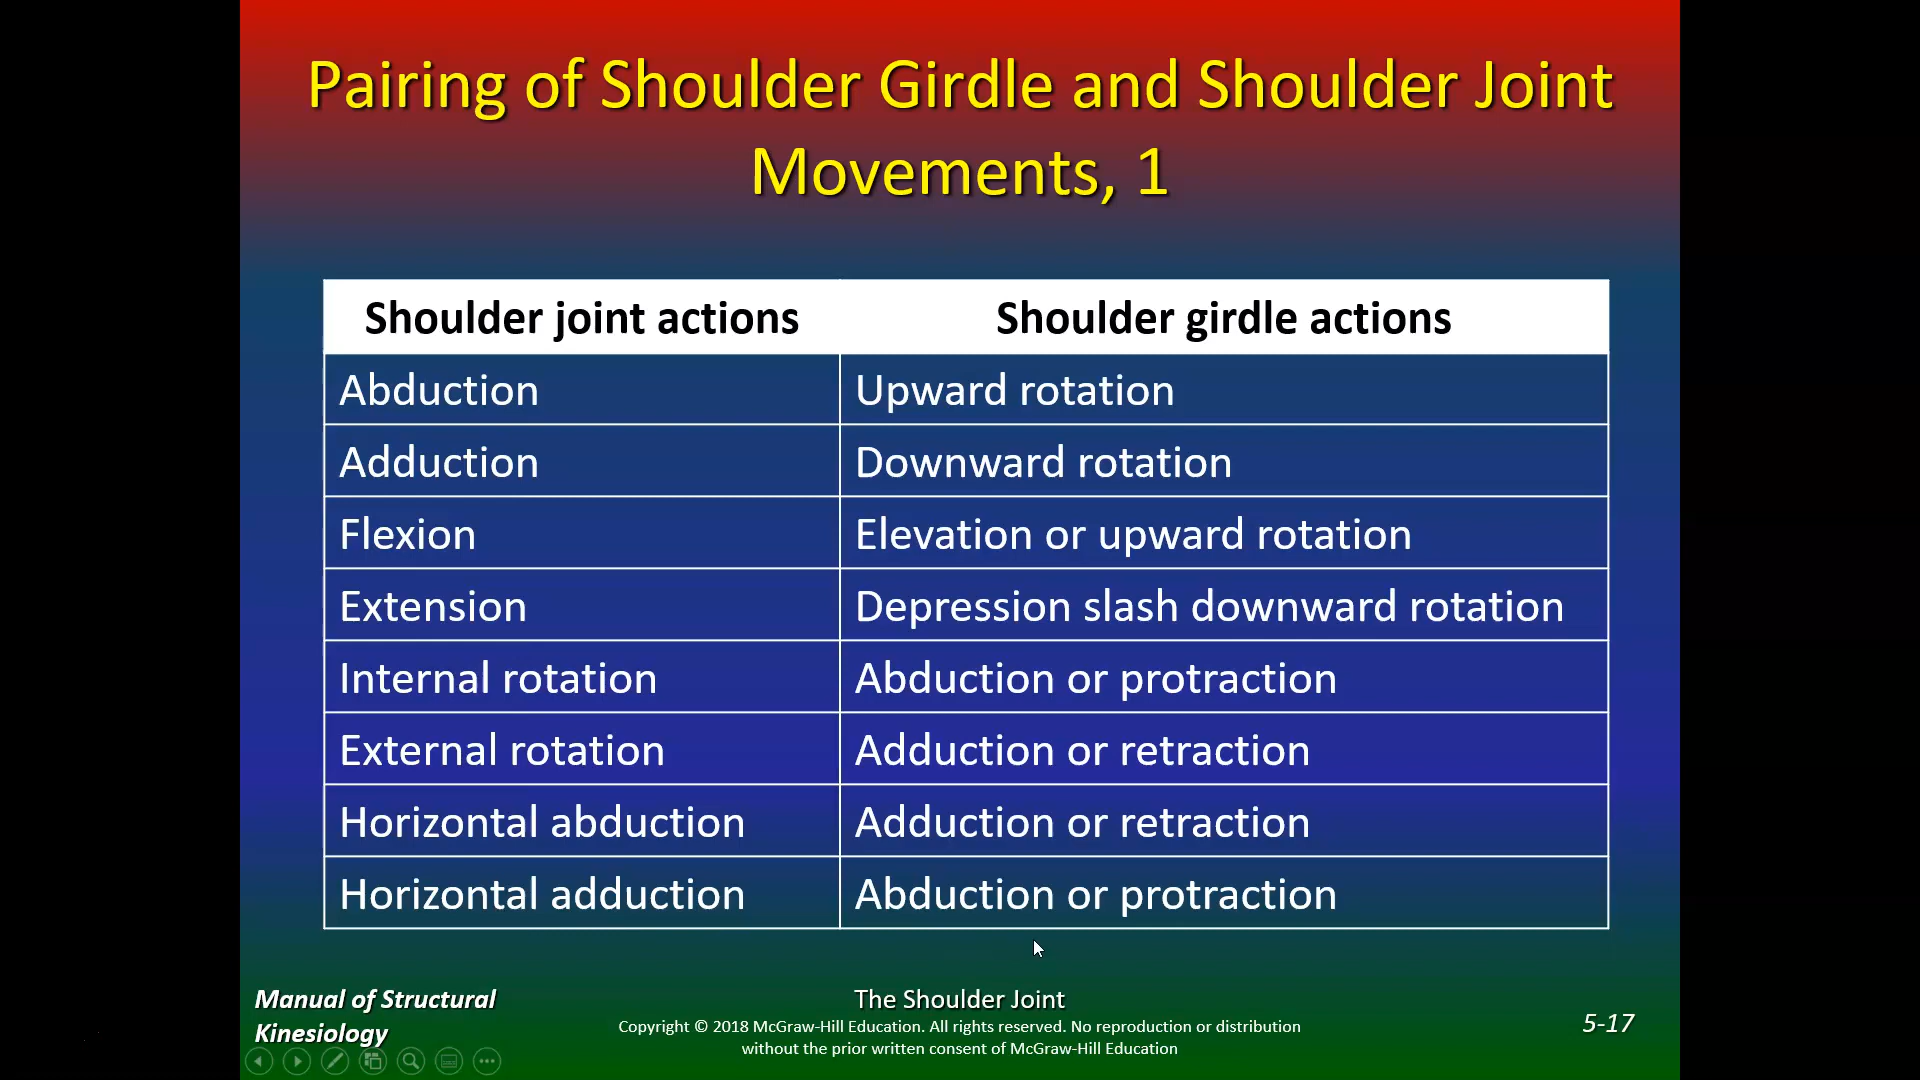 Pairing of Shoulder Girdle and Shoulder Joint
Movements, 1
Shoulder joint actions Shoulder girdle actions
Abduction Upward rotation
Adduction Downward rotation
Flexion Elevation or upward rotation
Extension Depression slash downward rotation
Internal rotation Abduction or protraction
External rotation Adduction or retraction
Horizontal abduction Adduction or retraction
Horizontal adduction Abduction or protraction
Manual of Structural
Kinesiology
The Shoulder Joint
Copyright © 2018 McGraw-Hill Education. All rights reserved. No reproduction or distribution
without the prior written consent of McGraw-Hill Education
5-17